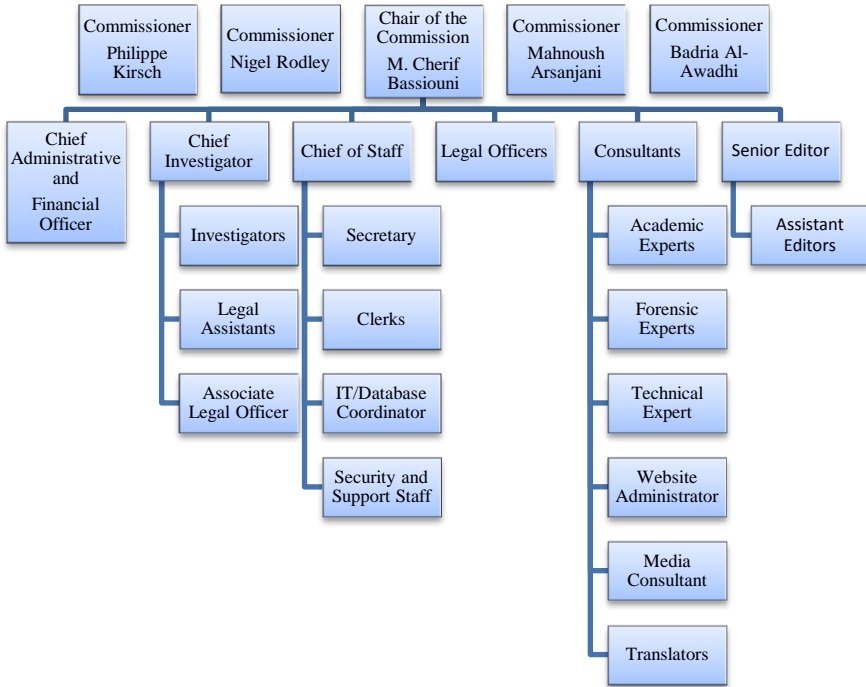 Commissioner
Philippe
Kirsch
Commissioner
Nigel Rodley
Chair of the
Commission
M. Cherif
Bassiouni
Commissioner
Mahnoush
Arsanjani
Commissioner
Badria Al-
Awadhi
Chief
Administrative
and
Financial
Officer
Chief
Investigator
Investigators
Legal
Assistants
Associate
Legal Officer
Chief of Staff
Secretary
Clerks
IT/Database
Coordinator
Security and
Support Staff
Legal Officers
Consultants
Academic
Experts
Forensic
Experts
Technical
Expert
Website
Administrator
Media
Consultant
Translators
Senior Editor
Assistant
Editors